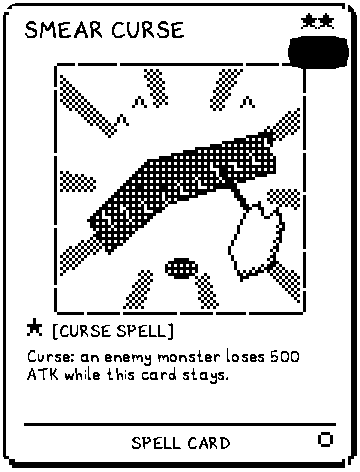 SMEAR CURSE
[CURSE SPELL]
Curse: an enemy monster loses 500
ATK while this card stays.
SPELL CARD